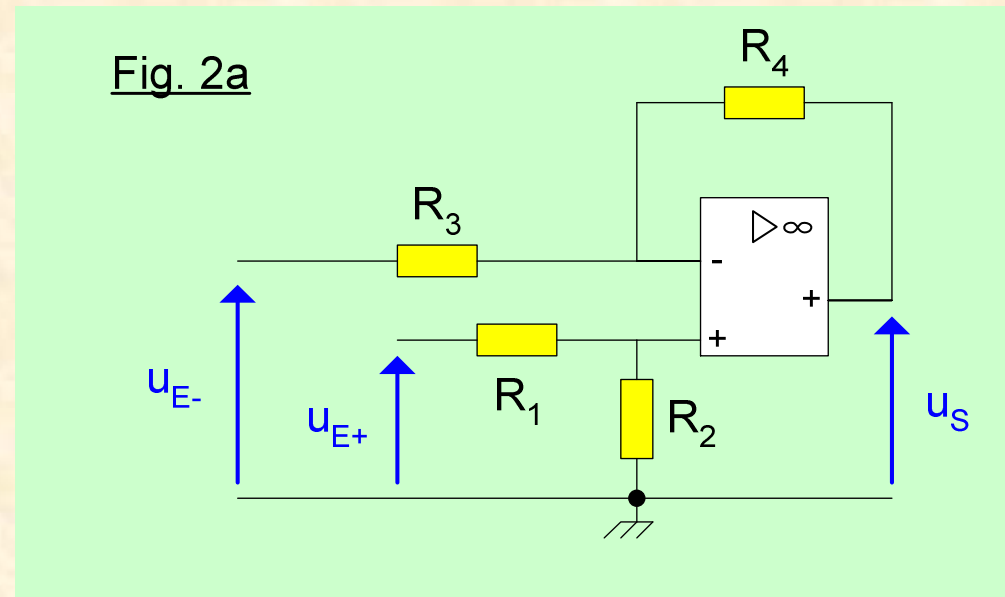 Fig. 2a
R4
R3
▷∞
-
+
+
R1
R2
uE-
uE+
uS